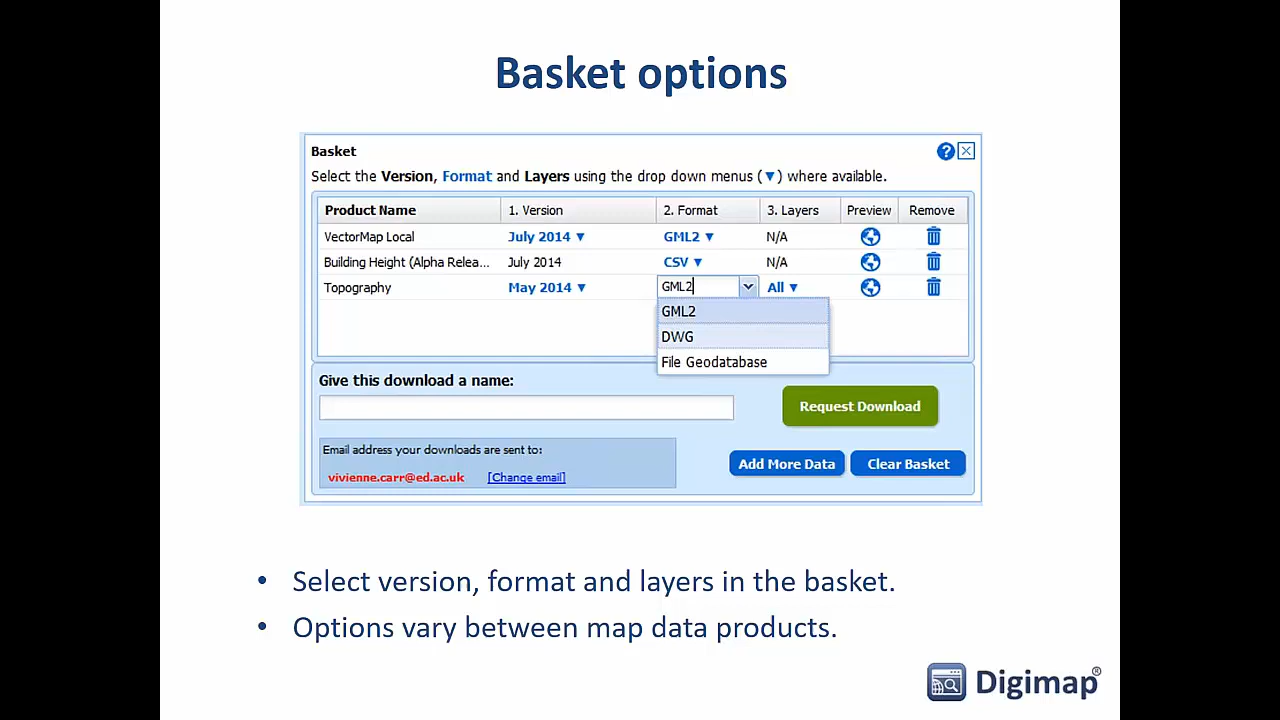 Basket options
Basket
Select the Version, Format and Layers using the drop down menus (▼) where available.
Product Name 1. Version 2. Format 3. Layers Preview Remove
VectorMap Local July 2014 ▼ GML2 ▼ N/A
Building Height (Alpha Relea... July 2014 CSV ▼ N/A
Topography May 2014 ▼ GML2 All ▼
GML2
DWG
File Geodatabase
Give this download a name:
Request Download
Email address your downloads are sent to:
vivienne.carr@ed.ac.uk [Change email]
Add More Data Clear Basket
• Select version, format and layers in the basket.
• Options vary between map data products.
Digimap®